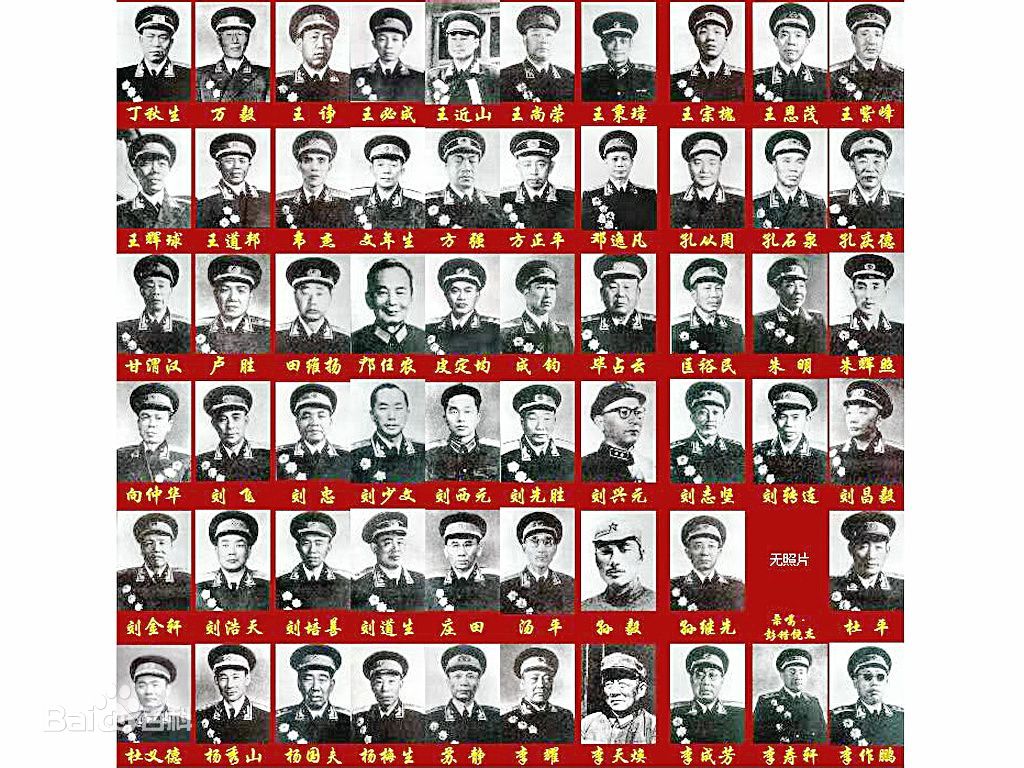 丁秋生 万毅 王诤 王必成 王近山 王尚荣 王秉璋 王宗槐 王恩茂 王紫峰
王辉球 王道邦 韦杰 文年生 方强 方正平 邓逸凡 孔从周 孔石泉 孔庆德
甘渭汉 卢胜 田维扬 邝任农 皮定均 成钧 毕占云 匡裕民 朱明 朱辉照
向仲华 刘飞 刘忠 刘少文 刘西元 刘先胜 刘兴元 刘志坚 刘转连 刘昌毅
无照片
刘金轩 刘浩天 刘培善 刘道生 庄田 汤平 孙毅 孙继先 桑颇·
彭错饶杰 杜平
Baidu百科
杜义德 杨秀山 杨国夫 杨梅生 苏静 李耀 李天焕 李成芳 李寿轩 李作鹏